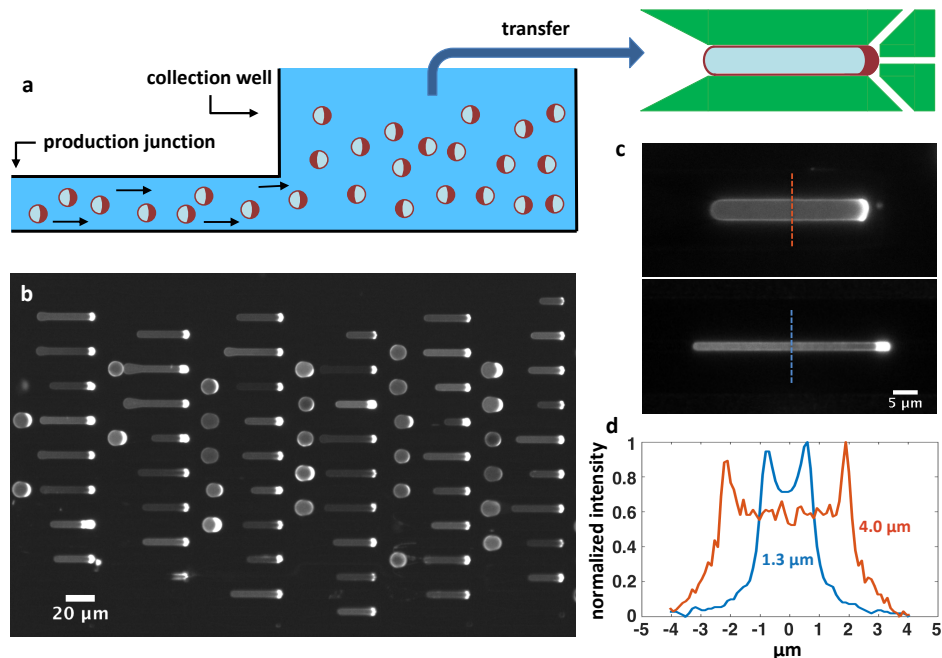 transfer
a
collection well
production junction
c
b
20 µm
5 µm
d
normalized intensity
1
0.8
0.6
0.4
0.2
0
4.0 µm
1.3 µm
-5 -4 -3 -2 -1 0 1 2 3 4 5
µm